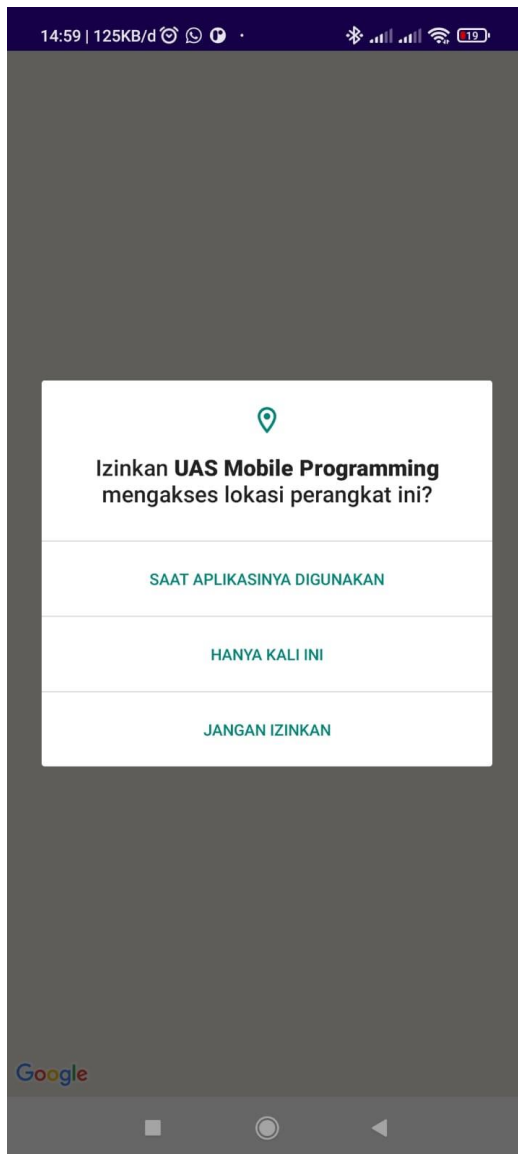 14:59 | 125KB/d
19
Izinkan UAS Mobile Programming
mengakses lokasi perangkat ini?
SAAT APLIKASINYA DIGUNAKAN
HANYA KALI INI
JANGAN IZINKAN
Google